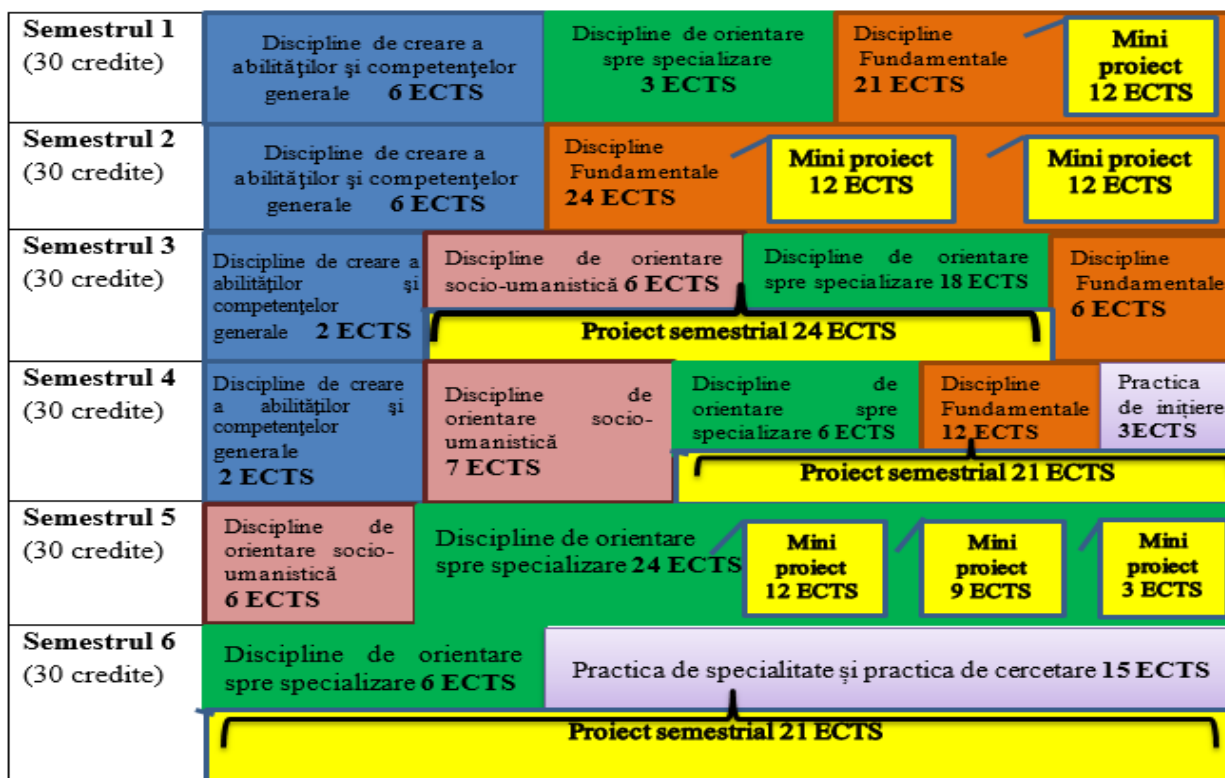 Semestrul 1
(30 credite)
Discipline de creare a
abilităţilor şi competenţelor
generale 6 ECTS
Discipline de orientare
spre specializare
3 ECTS
Discipline
Fundamentale
21 ECTS
Mini
proiect
12 ECTS
Semestrul 2
(30 credite)
Discipline de creare a
abilităţilor şi competenţelor
generale 6 ECTS
Discipline
Fundamentale
24 ECTS
Mini proiect
12 ECTS
Mini proiect
12 ECTS
Semestrul 3
(30 credite)
Discipline de creare a
abilităţilor şi
competenţelor
generale 2 ECTS
Discipline de orientare
socio-umanistică 6 ECTS
Discipline de orientare
spre specializare 18 ECTS
Discipline
Fundamentale
6 ECTS
Proiect semestrial 24 ECTS
Semestrul 4
(30 credite)
Discipline de creare
a abilităţilor şi
competenţelor
generale
2 ECTS
Discipline de
orientare socio-
umanistică
7 ECTS
Discipline de
orientare spre
specializare 6 ECTS
Discipline
Fundamentale
12 ECTS
Practica
de inițiere
3ECTS
Proiect semestrial 21 ECTS
Semestrul 5
(30 credite)
Discipline de
orientare socio-
umanistică
6 ECTS
Discipline de orientare
spre specializare 24 ECTS
Mini
proiect
12 ECTS
Mini
proiect
9 ECTS
Mini
proiect
3 ECTS
Semestrul 6
(30 credite)
Discipline de orientare
spre specializare 6 ECTS
Practica de specialitate și practica de cercetare 15 ECTS
Proiect semestrial 21 ECTS